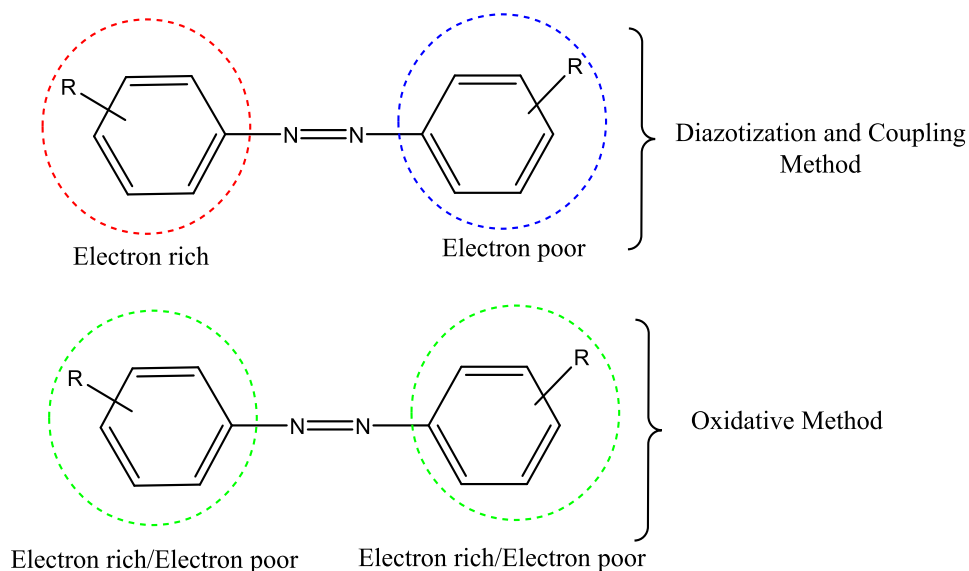 R
R
N
N
Diazotization and Coupling
Method
Electron rich
Electron poor
R
R
N
N
Oxidative Method
Electron rich/Electron poor
Electron rich/Electron poor